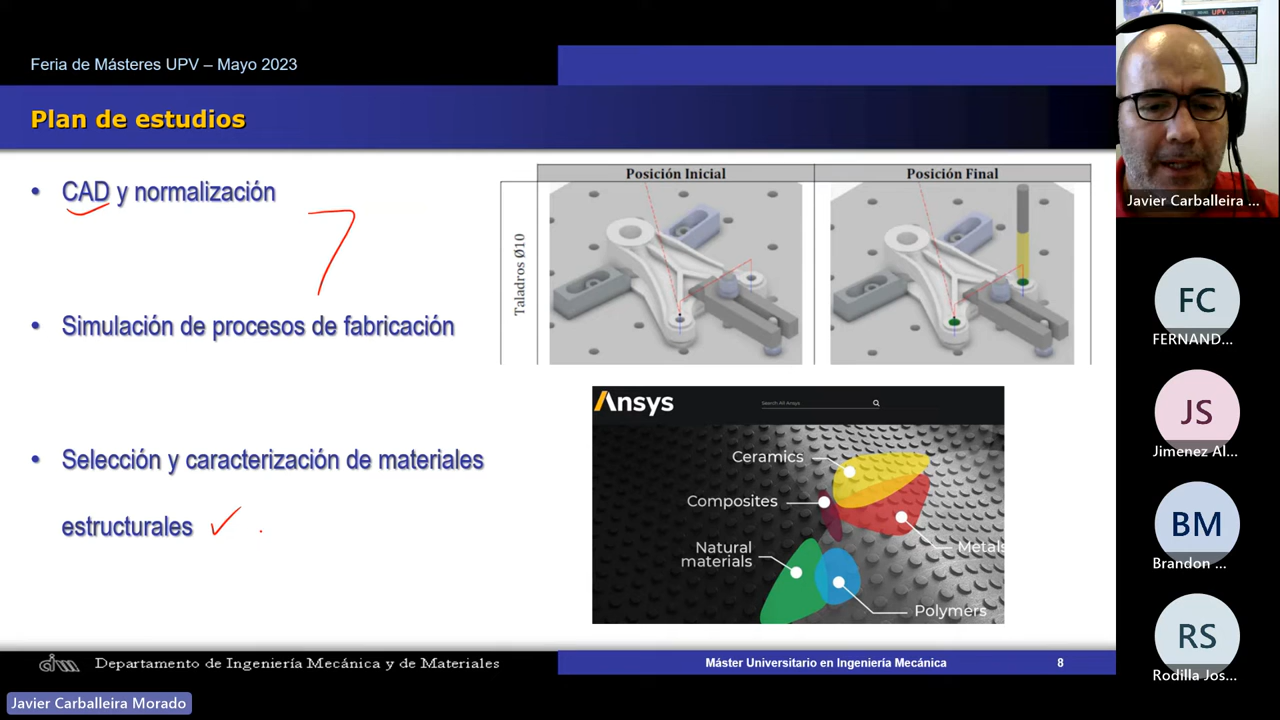 Feria de Másteres UPV – Mayo 2023
Plan de estudios
• CAD y normalización
• Simulación de procesos de fabricación
• Selección y caracterización de materiales
estructurales
Posición Inicial
Posición Final
Taladros Ø10
Ansys
Search All Ansys
Ceramics
Composites
Metals
Natural
materials
Polymers
Departamento de Ingeniería Mecánica y de Materiales
Máster Universitario en Ingeniería Mecánica
8
Javier Carballeira Morado
UPV
Javier Carballeira ...
FC
FERNAND...
JS
Jimenez Al...
BM
Brandon ...
RS
Rodilla Jos...